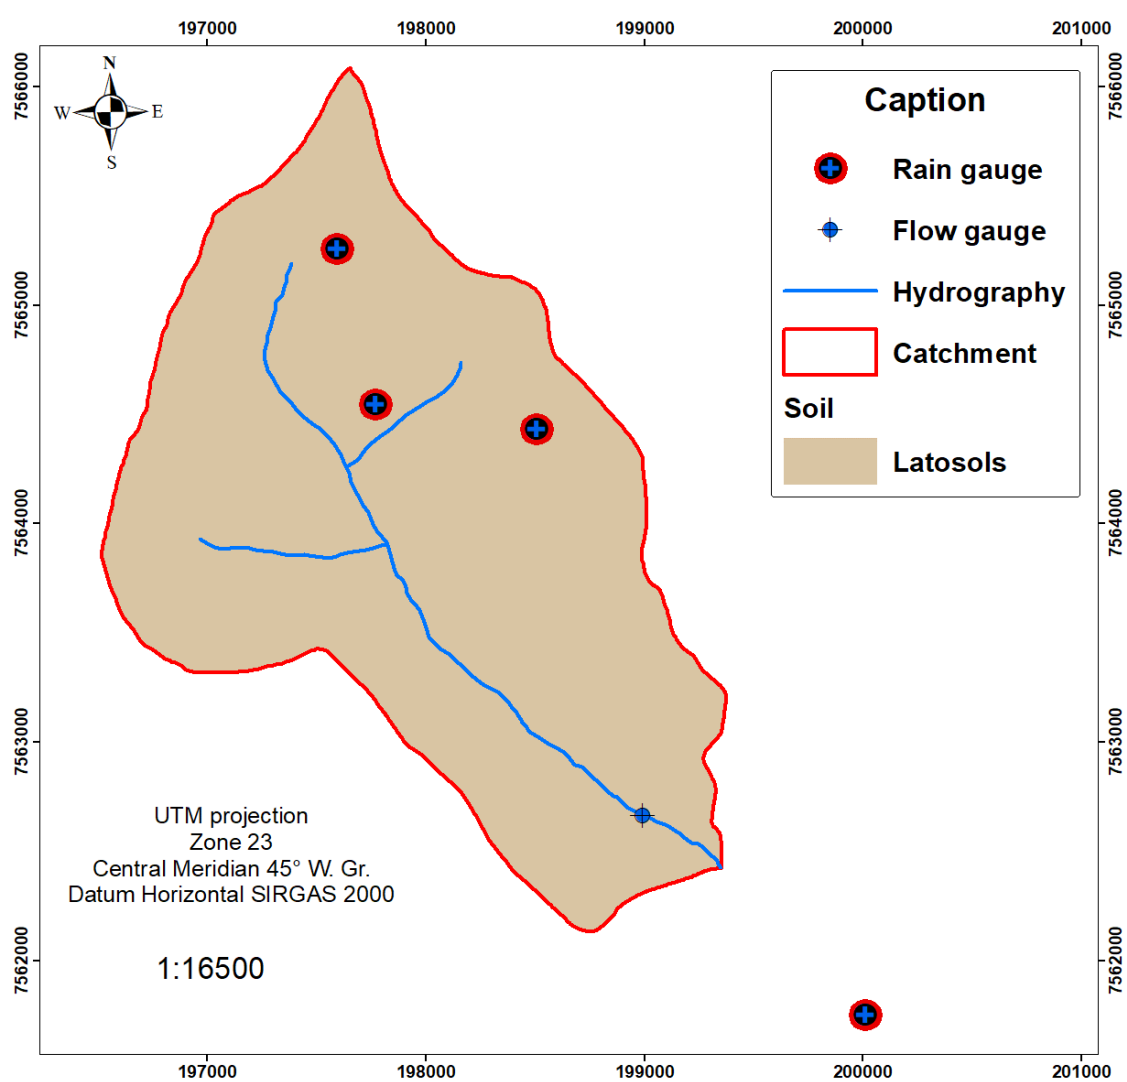 197000 198000 199000 200000 201000
N
W E
S
7566000 7566000
7565000 7565000
7564000 7564000
7563000 7563000
7562000 7562000
Caption
Rain gauge
Flow gauge
Hydrography
Catchment
Soil
Latosols
UTM projection
Zone 23
Central Meridian 45° W. Gr.
Datum Horizontal SIRGAS 2000
1:16500
197000 198000 199000 200000 201000